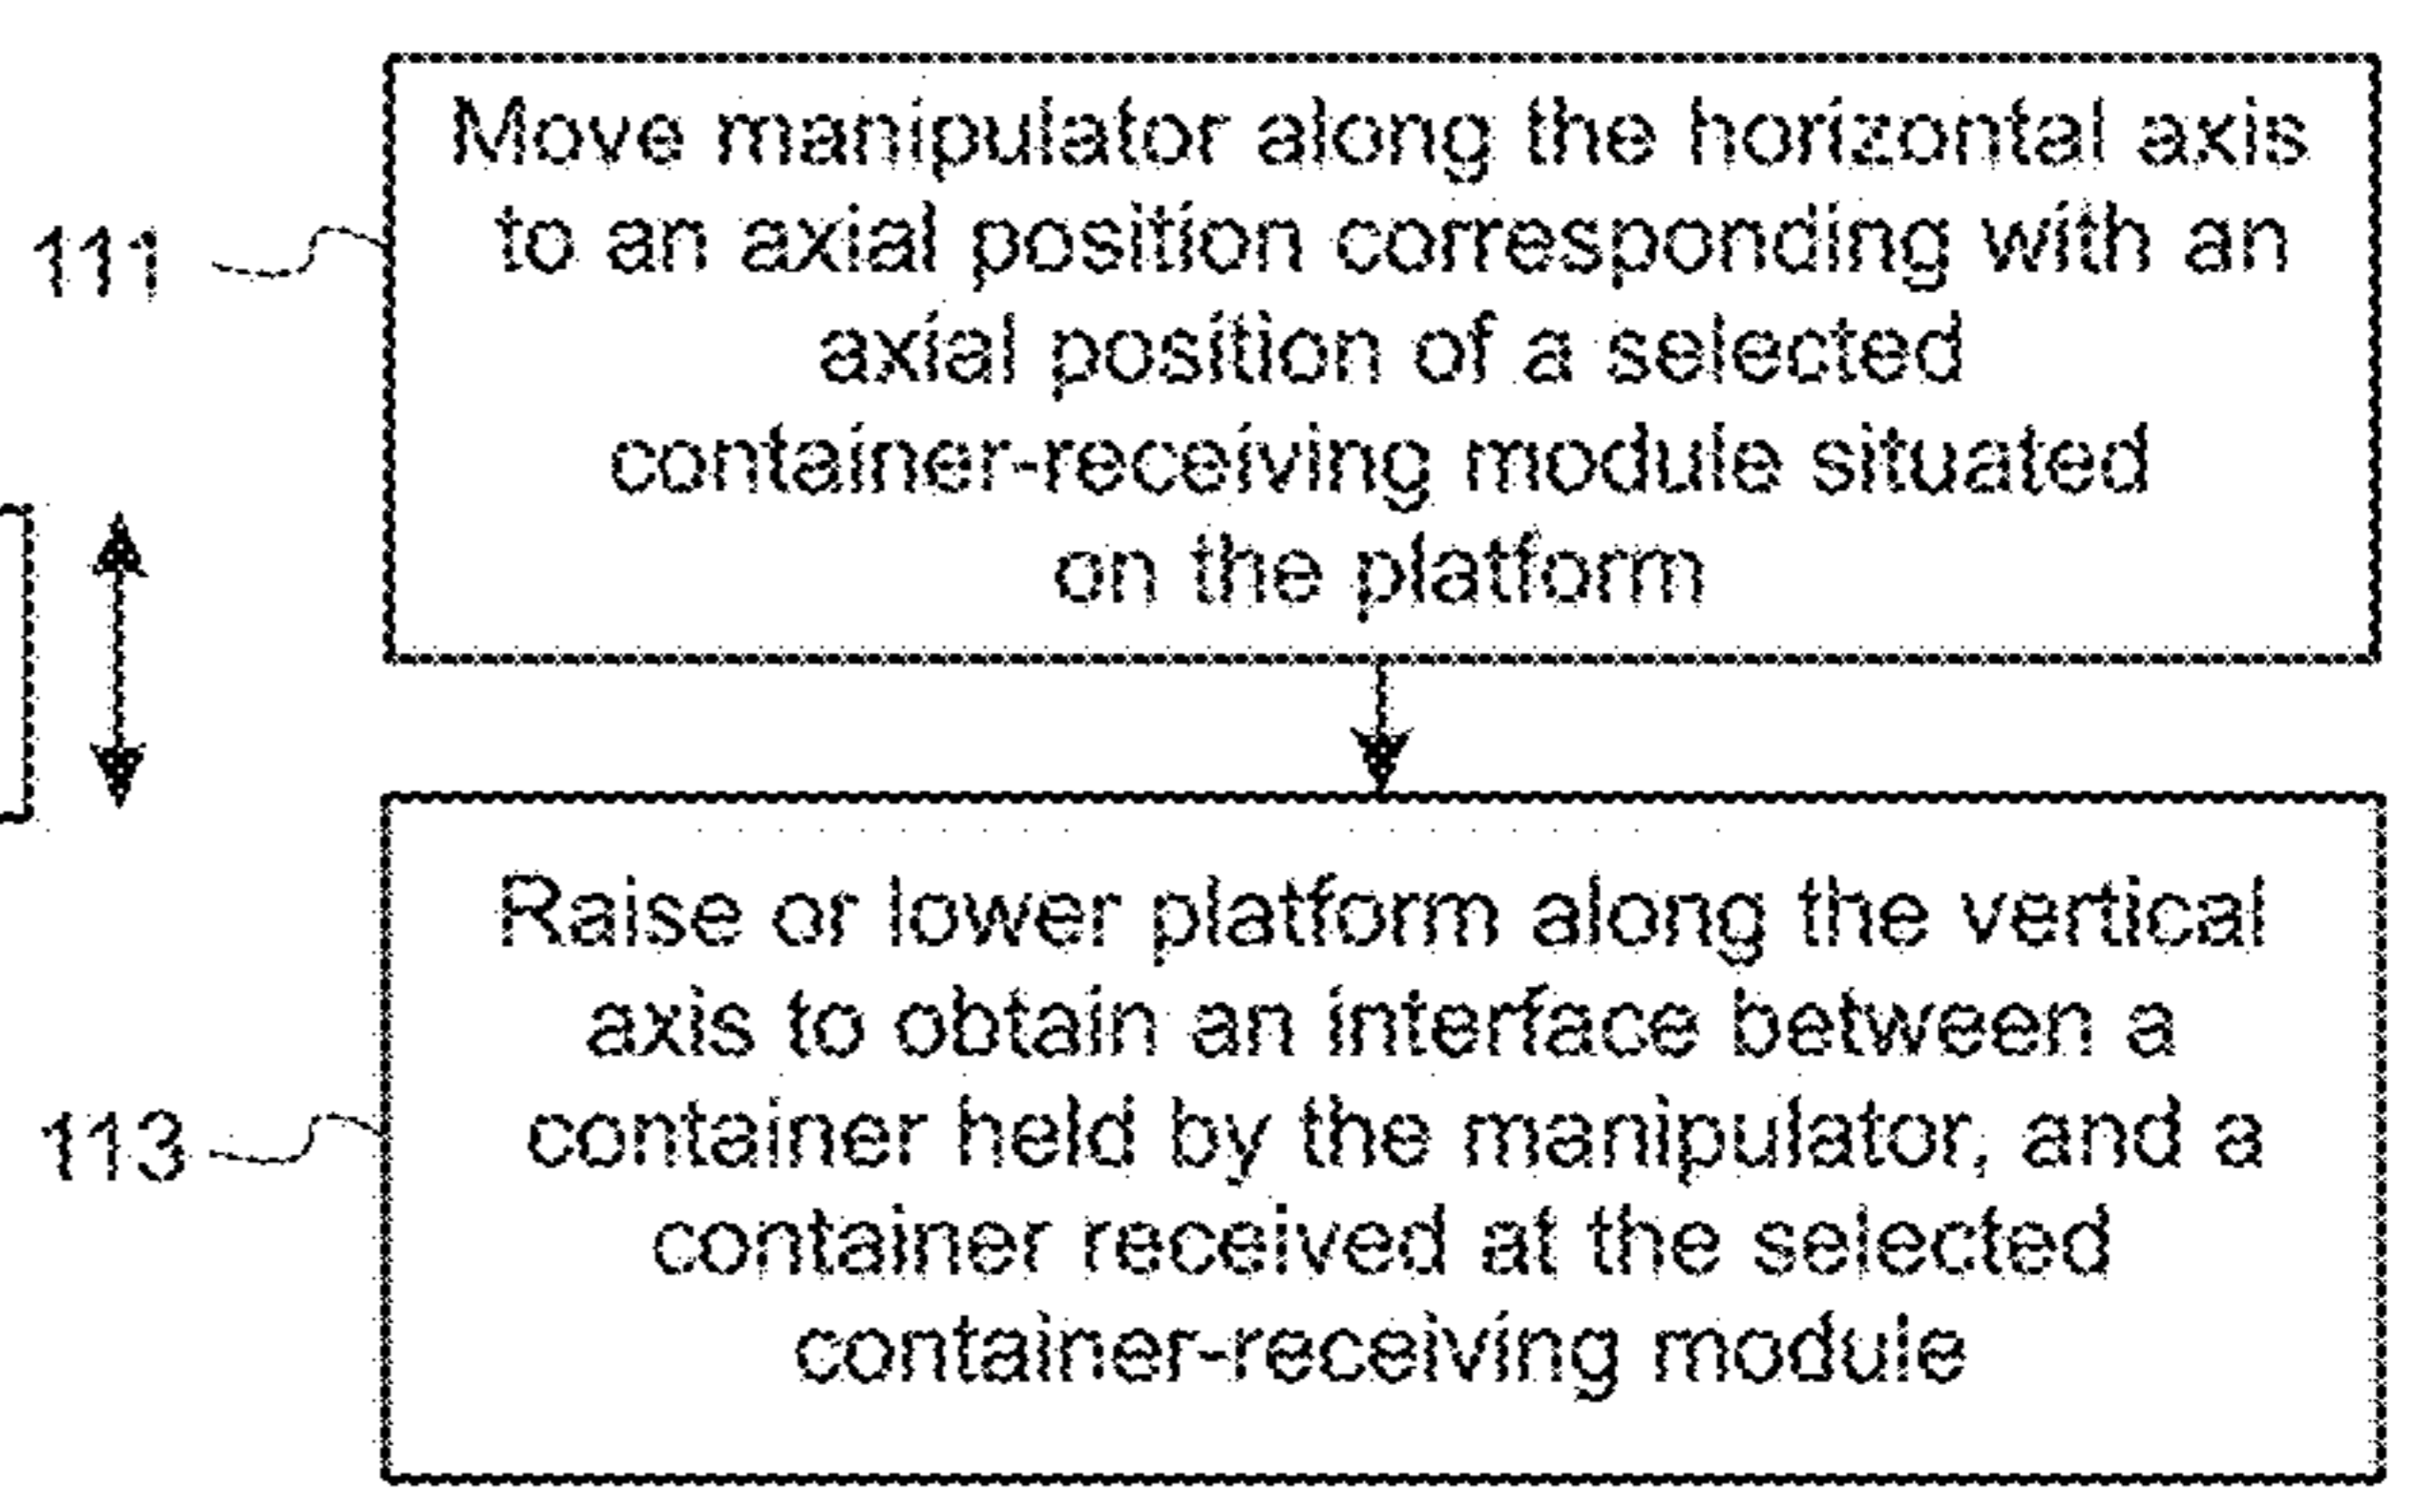 Move manipulator along the horizontal axis
111
to an axial position corresponding with an
axial position of a selected
container-receiving module situated
on the platform
Raise or lower platform along the vertical
axis to obtain an interface between a
113
container held by the manipulator, and a
container received at the selected
container-receiving module